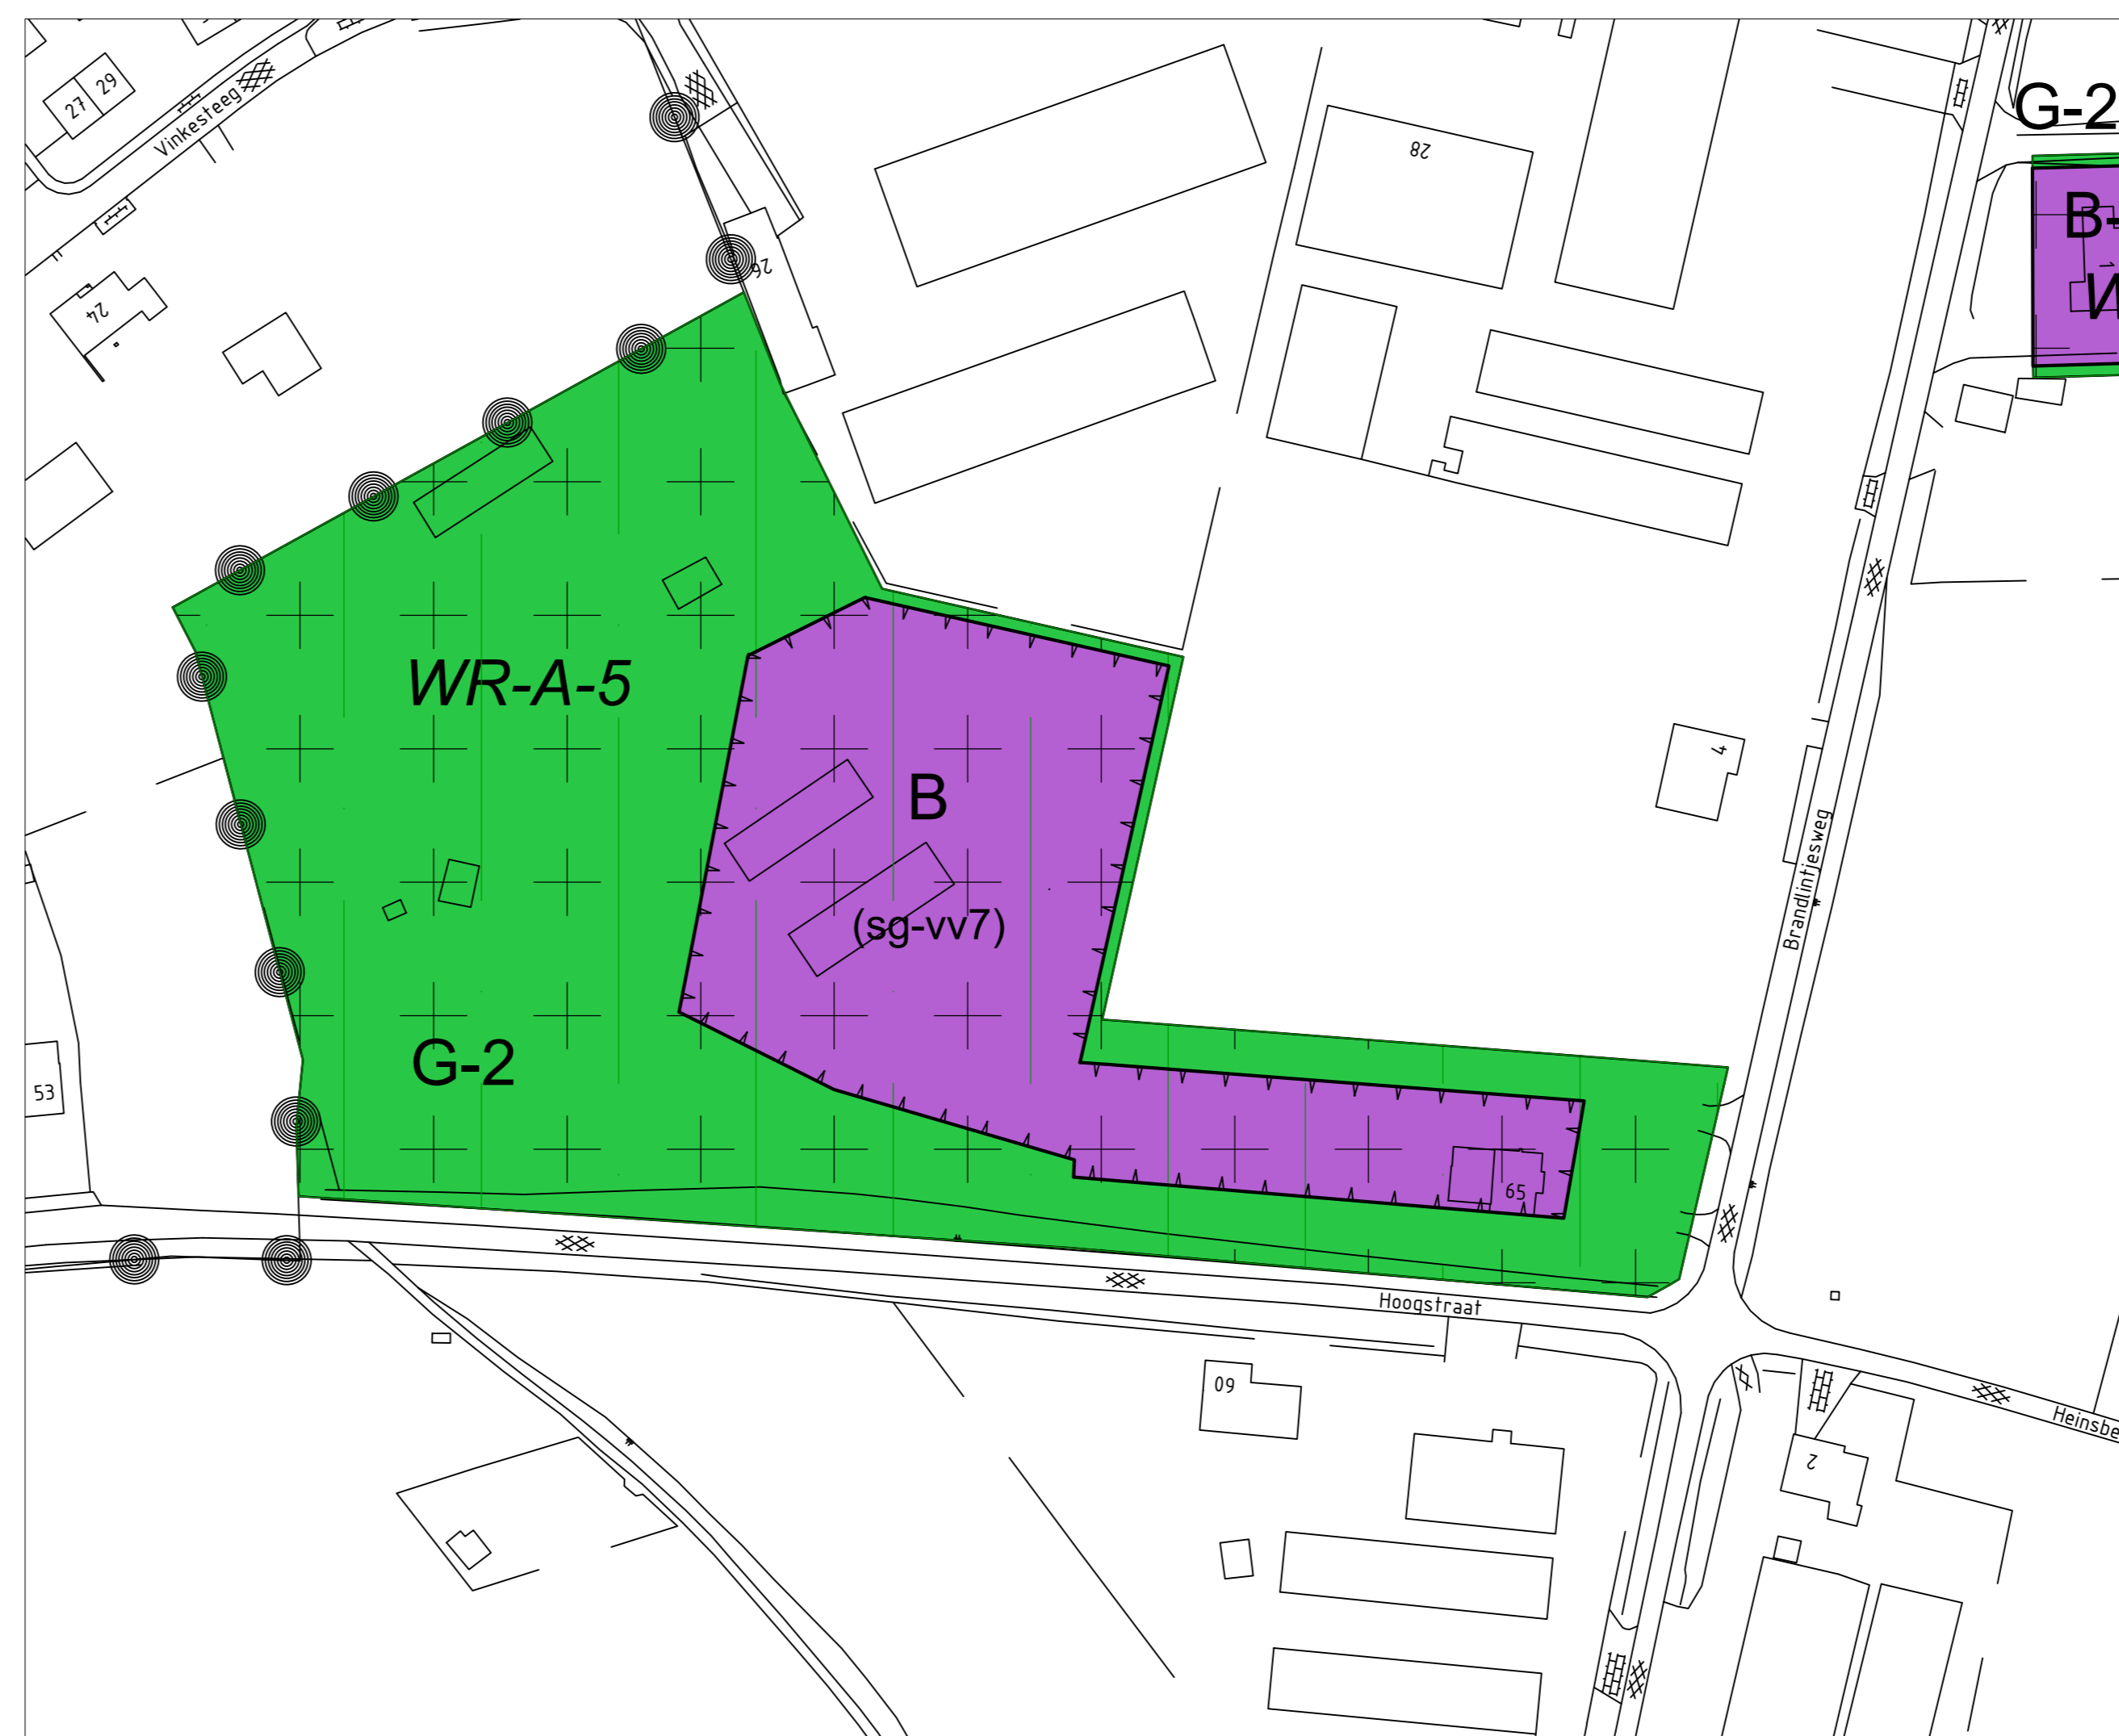 27
29
Vinkesteeg
28
G-2
B-
1
26
24
WR-A-5
4
B
Brandlintjesweg
(sg-vv7)
G-2
53
65
Hoogstraat
60
Heinsbe
2